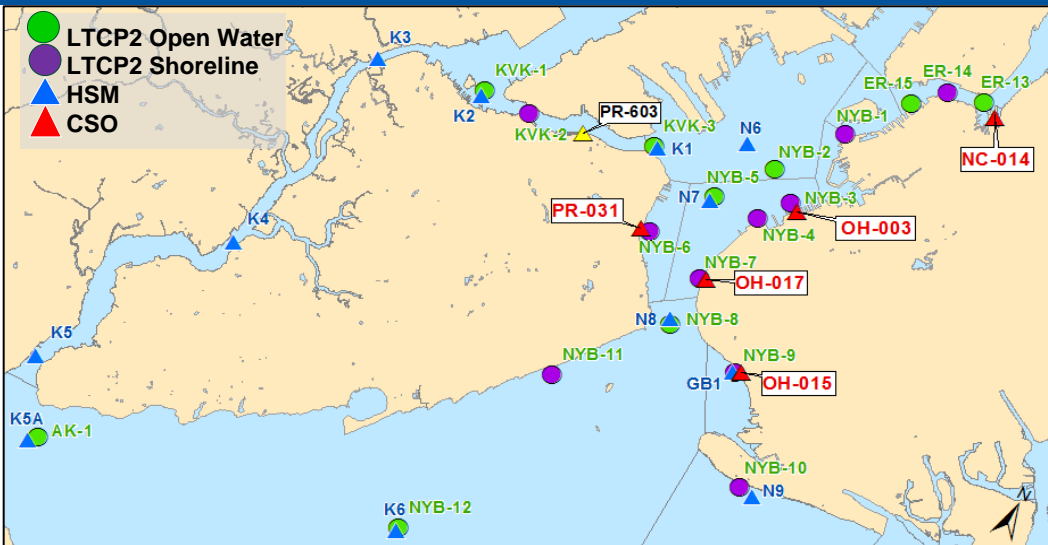 LTCP2 Open Water
LTCP2 Shoreline
HSM
CSO
K3
KVK-1
K2
KVK-2
PR-603
KVK-3
K1
N6
ER-15
ER-14
ER-13
NYB-1
NC-014
NYB-2
NYB-5
N7
NYB-3
NYB-4
OH-003
PR-031
NYB-6
K4
NYB-7
OH-017
N8
NYB-8
K5
NYB-11
NYB-9
GB1
OH-015
K5A
AK-1
NYB-10
N9
K6
NYB-12
N